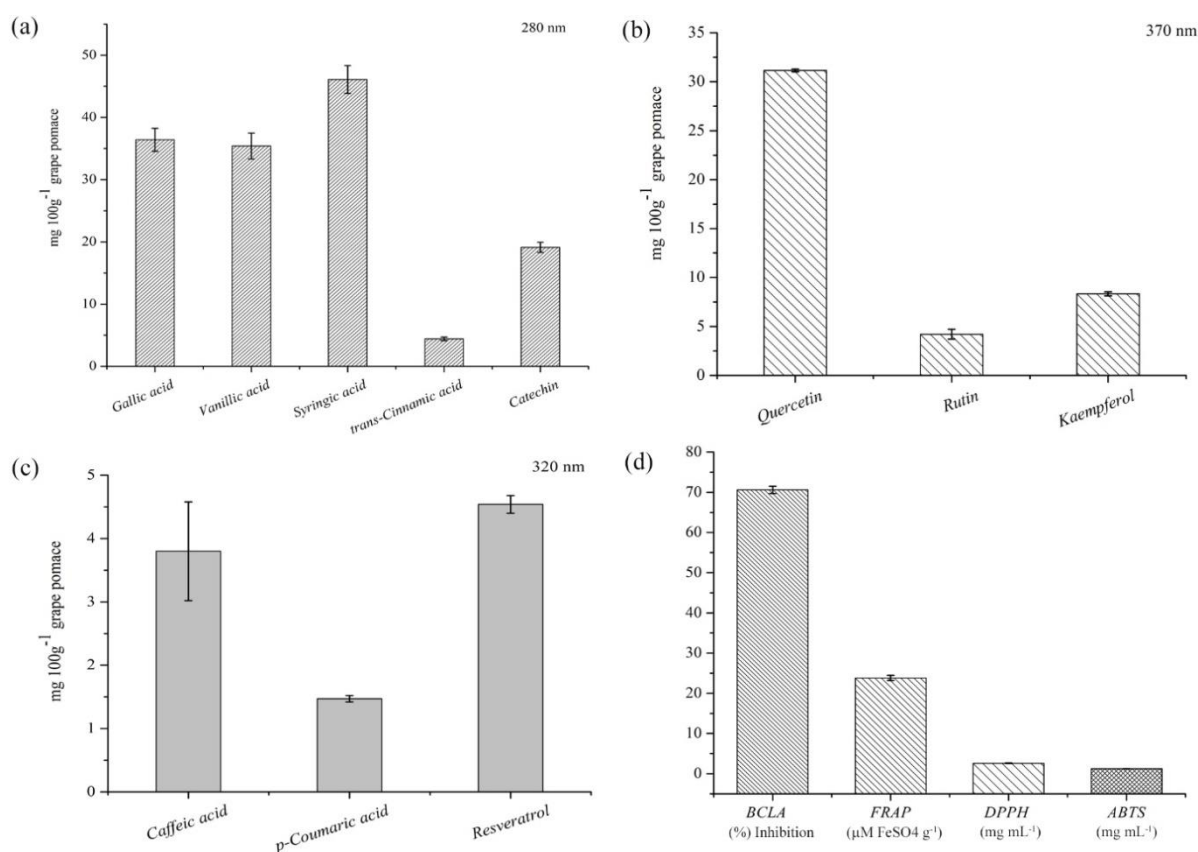 (a)
280 nm
50
40
30
20
10
0
mg 100g⁻¹ grape pomace
Gallic acid
Vanillic acid
Syringic acid
trans-Cinnamic acid
Catechin
(b)
370 nm
35
30
25
20
15
10
5
0
mg 100g⁻¹ grape pomace
Quercetin
Rutin
Kaempferol
(c)
320 nm
5
4
3
2
1
0
mg 100g⁻¹ grape pomace
Caffeic acid
p-Coumaric acid
Resveratrol
(d)
80
70
60
50
40
30
20
10
0
BCLA
(%) Inhibition
FRAP
(µM FeSO4 g⁻¹)
DPPH
(mg mL⁻¹)
ABTS
(mg mL⁻¹)